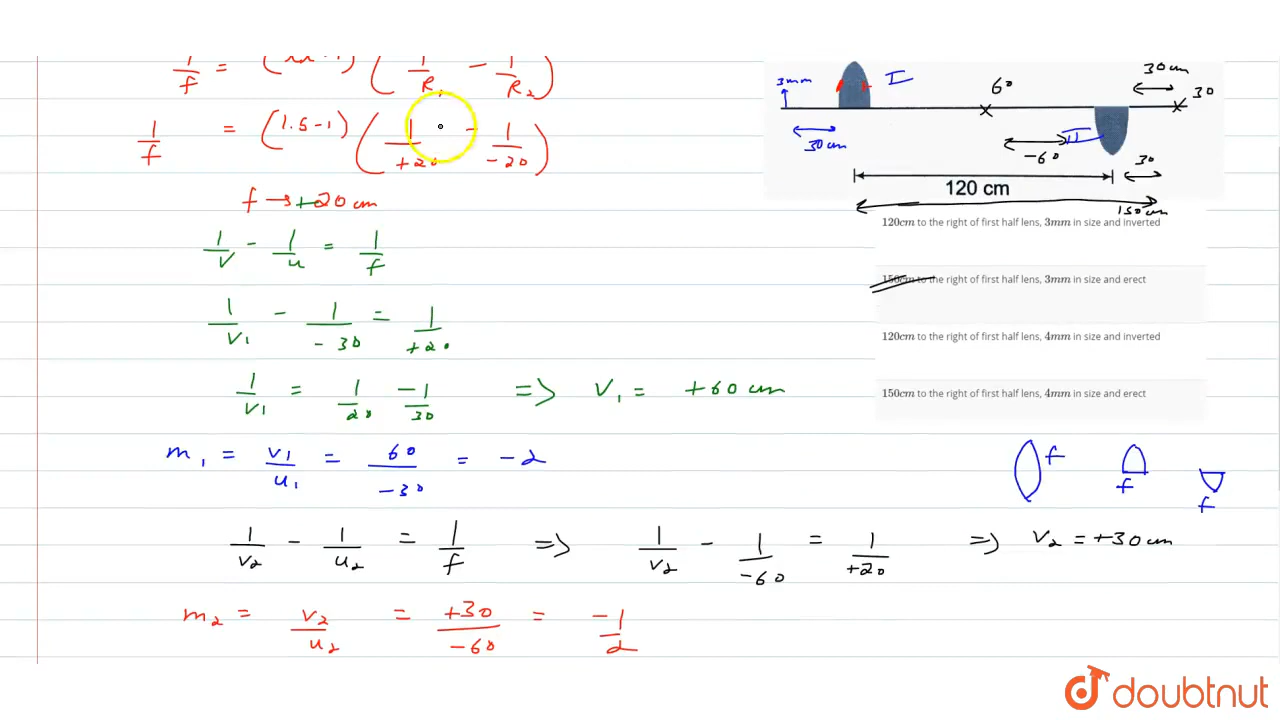 1/f = ( - 1) (1/R₁ - 1/R₂)
1/f = (1.5-1) (1/+20 - 1/-20)
f → +20 cm
1/v - 1/u = 1/f
1/v₁ - 1/-30 = 1/+20
1/v₁ = 1/20 - 1/30 => v₁ = +60 cm
m₁ = v₁/u₁ = 60/-30 = -2
1/v₂ - 1/u₂ = 1/f => 1/v₂ - 1/-60 = 1/+20 => v₂ = +30 cm
m₂ = v₂/u₂ = +30/-60 = -1/2
3mm
I
60
30 cm
30
30 cm
-60
II
30
120 cm
150 cm
120cm to the right of first half lens, 3mm in size and inverted
150cm to the right of first half lens, 3mm in size and erect
120cm to the right of first half lens, 4mm in size and inverted
150cm to the right of first half lens, 4mm in size and erect
f
f
f
doubtnut